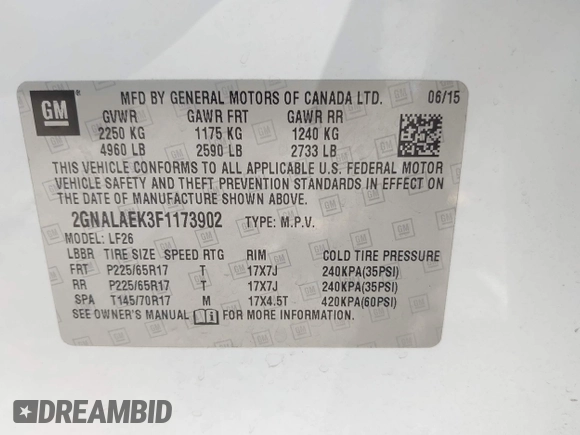 GM
MFD BY GENERAL MOTORS OF CANADA LTD. 06/15
GVWR GAWR FRT GAWR RR
2250 KG 1175 KG 1240 KG
4960 LB 2590 LB 2733 LB
THIS VEHICLE CONFORMS TO ALL APPLICABLE U.S. FEDERAL MOTOR
VEHICLE SAFETY AND THEFT PREVENTION STANDARDS IN EFFECT ON
THE DATE OF MANUFACTURE SHOWN ABOVE.
2GNALAEK3F1173902 TYPE: M.P.V.
MODEL: LF26
LBBR TIRE SIZE SPEED RTG RIM COLD TIRE PRESSURE
FRT P225/65R17 T 17X7J 240KPA(35PSI)
RR P225/65R17 T 17X7J 240KPA(35PSI)
SPA T145/70R17 M 17X4.5T 420KPA(60PSI)
SEE OWNER'S MANUAL FOR MORE INFORMATION.
DREAMBID